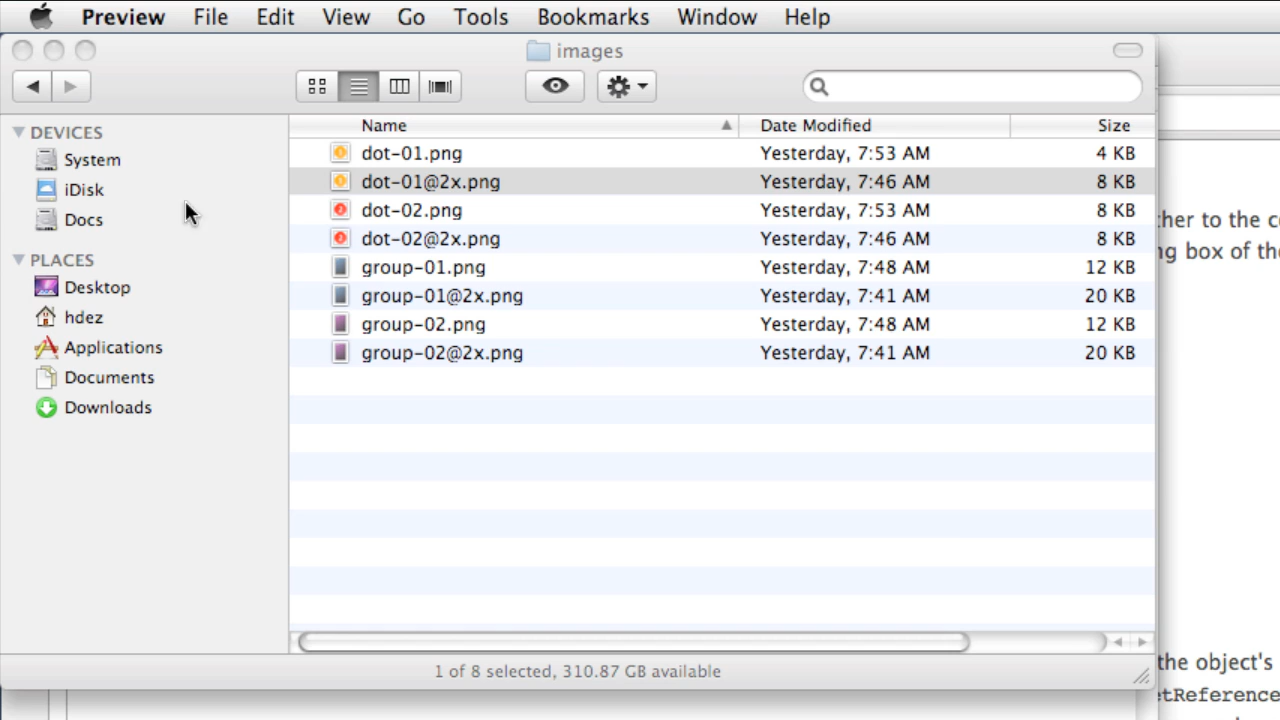 Preview File Edit View Go Tools Bookmarks Window Help
images
Name Date Modified Size
DEVICES
System
iDisk
Docs
PLACES
Desktop
hdez
Applications
Documents
Downloads
dot-01.png Yesterday, 7:53 AM 4 KB
dot-01@2x.png Yesterday, 7:46 AM 8 KB
dot-02.png Yesterday, 7:53 AM 8 KB
dot-02@2x.png Yesterday, 7:46 AM 8 KB
group-01.png Yesterday, 7:48 AM 12 KB
group-01@2x.png Yesterday, 7:41 AM 20 KB
group-02.png Yesterday, 7:48 AM 12 KB
group-02@2x.png Yesterday, 7:41 AM 20 KB
1 of 8 selected, 310.87 GB available
ther to the c
ng box of the
the object's
etReference